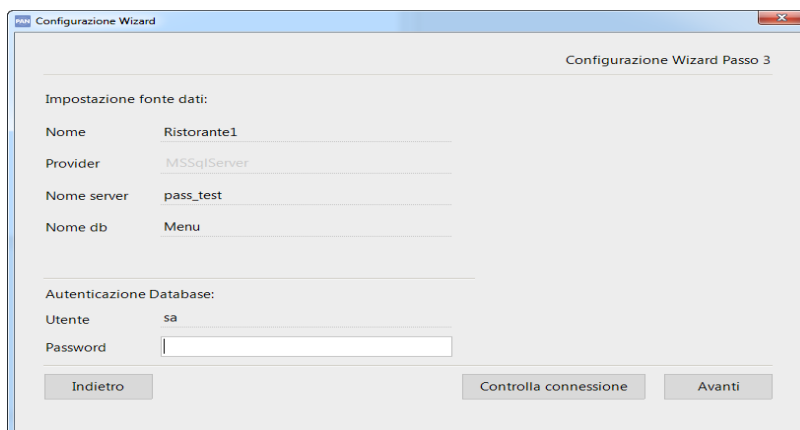 PAN Configurazione Wizard
Configurazione Wizard Passo 3
Impostazione fonte dati:
Nome Ristorante1
Provider MSSqlServer
Nome server pass_test
Nome db Menu
Autenticazione Database:
Utente sa
Password
Indietro Controlla connessione Avanti